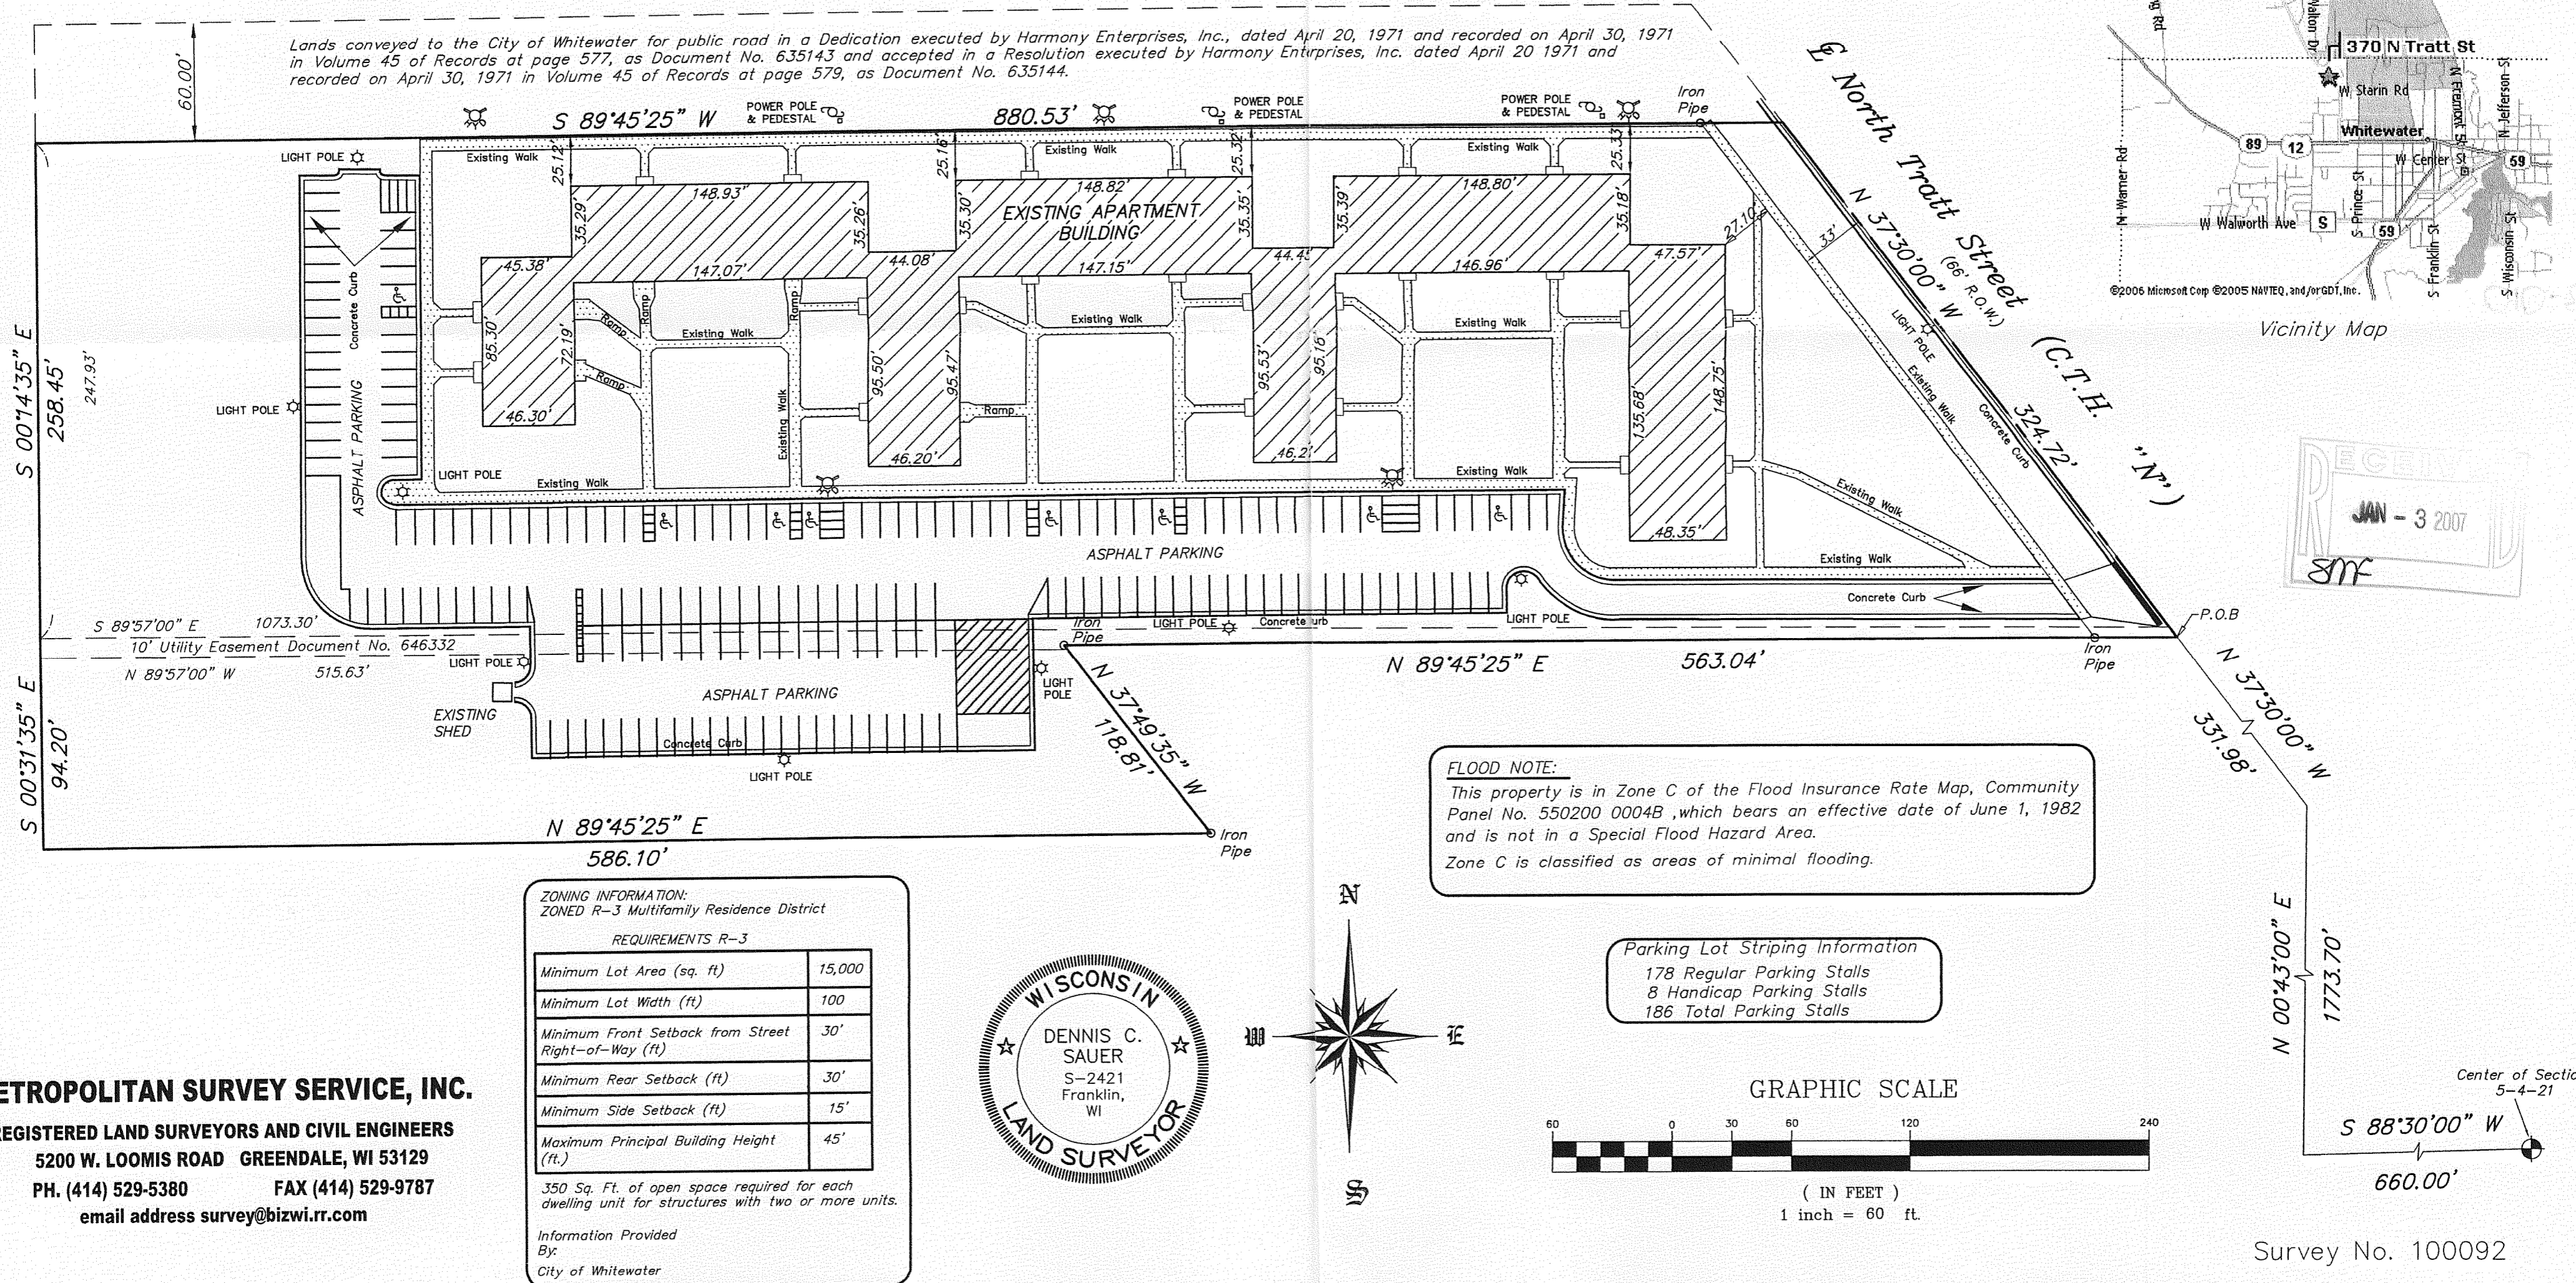 Lands conveyed to the City of Whitewater for public road in a Dedication executed by Harmony Enterprises, Inc., dated April 20, 1971 and recorded on April 30, 1971
in Volume 45 of Records at page 577, as Document No. 635143 and accepted in a Resolution executed by Harmony Enterprises, Inc. dated April 20 1971 and
recorded on April 30, 1971 in Volume 45 of Records at page 579, as Document No. 635144.
60.00'
S 89°45'25" W
880.53'
POWER POLE
& PEDESTAL
POWER POLE
& PEDESTAL
POWER POLE
& PEDESTAL
Iron
Pipe
LIGHT POLE
Existing Walk
25.12'
25.16'
Existing Walk
25.32'
Existing Walk
25.33'
148.93'
148.82'
148.80'
35.29'
35.26'
35.30'
35.35'
35.39'
35.18'
EXISTING APARTMENT
BUILDING
45.38'
147.07'
44.08'
147.15'
44.45'
146.96'
47.57'
27.10'
33'
℄ North Tratt Street
(66' R.O.W.)
(C.T.H. "N")
N 37°30'00" W
324.72'
LIGHT POLE
Existing Walk
Concrete Curb
Concrete Curb
ASPHALT PARKING
LIGHT POLE
LIGHT POLE
85.30'
72.19'
46.30'
Ramp
Ramp
Ramp
Ramp
Existing Walk
Existing Walk
Existing Walk
95.50'
95.47'
46.20'
Ramp
Existing Walk
95.53'
95.16'
46.2'
Existing Walk
135.68'
148.75'
48.35'
Existing Walk
Existing Walk
Existing Walk
Existing Walk
S 00°14'35" E
258.45'
247.93'
ASPHALT PARKING
Concrete Curb
S 89°57'00" E 1073.30'
10' Utility Easement Document No. 646332
N 89°57'00" W 515.63'
LIGHT POLE
EXISTING
SHED
ASPHALT PARKING
Concrete Curb
LIGHT POLE
Iron
Pipe
LIGHT POLE
Concrete Curb
LIGHT POLE
LIGHT
POLE
N 89°45'25" E 563.04'
Iron
Pipe
P.O.B
N 37°49'35" W
118.81'
S 00°31'35" E
94.20'
N 89°45'25" E
586.10'
Iron
Pipe
N 37°30'00" W
331.98'
N 00°43'00" E
1773.70'
S 88°30'00" W
660.00'
5-4-21
370 N Tratt St
W Starin Rd
N Fremont St
N Jefferson St
Whitewater
89
12
W Center St
59
N Warner Rd
S Prince St
W Walworth Ave
S
59
S Franklin St
S Wisconsin St
©2006 Microsoft Corp ©2005 NAVTEQ, and/or GDT, Inc.
Vicinity Map
JAN - 3 2007
SMF
FLOOD NOTE:
This property is in Zone C of the Flood Insurance Rate Map, Community
Panel No. 550200 0004B ,which bears an effective date of June 1, 1982
and is not in a Special Flood Hazard Area.
Zone C is classified as areas of minimal flooding.
Parking Lot Striping Information
178 Regular Parking Stalls
8 Handicap Parking Stalls
186 Total Parking Stalls
ZONING INFORMATION:
ZONED R-3 Multifamily Residence District
REQUIREMENTS R-3
Minimum Lot Area (sq. ft) 15,000
Minimum Lot Width (ft) 100
Minimum Front Setback from Street 30'
Right-of-Way (ft)
Minimum Rear Setback (ft) 30'
Minimum Side Setback (ft) 15'
Maximum Principal Building Height 45'
(ft.)
350 Sq. Ft. of open space required for each
dwelling unit for structures with two or more units.
Information Provided
By:
City of Whitewater
WISCONSIN
DENNIS C.
SAUER
S-2421
Franklin,
WI
LAND SURVEYOR
N
W
E
S
GRAPHIC SCALE
60 0 30 60 120 240
( IN FEET )
1 inch = 60 ft.
ETROPOLITAN SURVEY SERVICE, INC.
EGISTERED LAND SURVEYORS AND CIVIL ENGINEERS
5200 W. LOOMIS ROAD GREENDALE, WI 53129
PH. (414) 529-5380 FAX (414) 529-9787
email address survey@bizwi.rr.com
Center of Sectio
Survey No. 100092